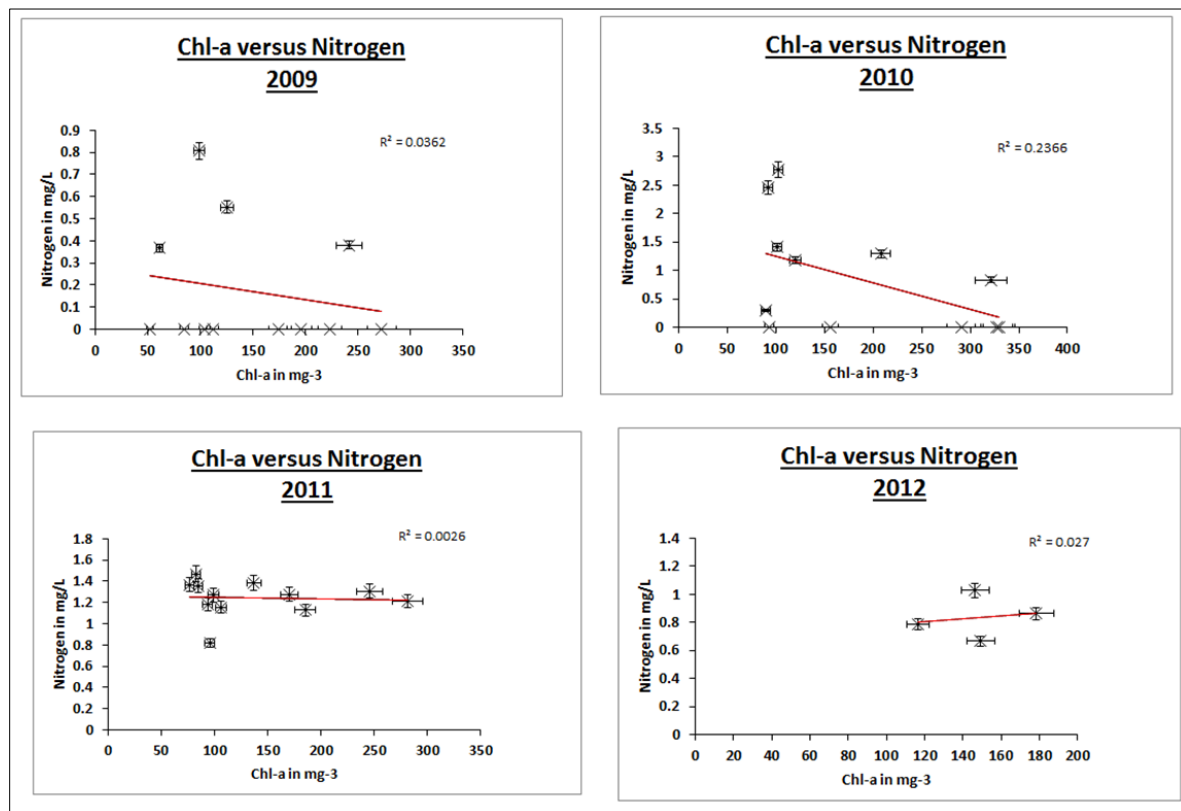 Chl-a versus Nitrogen
2009
R² = 0.0362
Nitrogen in mg/L
0.9
0.8
0.7
0.6
0.5
0.4
0.3
0.2
0.1
0
0 50 100 150 200 250 300 350
Chl-a in mg-3
Chl-a versus Nitrogen
2010
R² = 0.2366
Nitrogen in mg/L
3.5
3
2.5
2
1.5
1
0.5
0
0 50 100 150 200 250 300 350 400
Chl-a in mg-3
Chl-a versus Nitrogen
2011
R² = 0.0026
Nitrogen in mg/L
1.8
1.6
1.4
1.2
1
0.8
0.6
0.4
0.2
0
0 50 100 150 200 250 300 350
Chl-a in mg-3
Chl-a versus Nitrogen
2012
R² = 0.027
Nitrogen in mg/L
1.4
1.2
1
0.8
0.6
0.4
0.2
0
0 20 40 60 80 100 120 140 160 180 200
Chl-a in mg-3